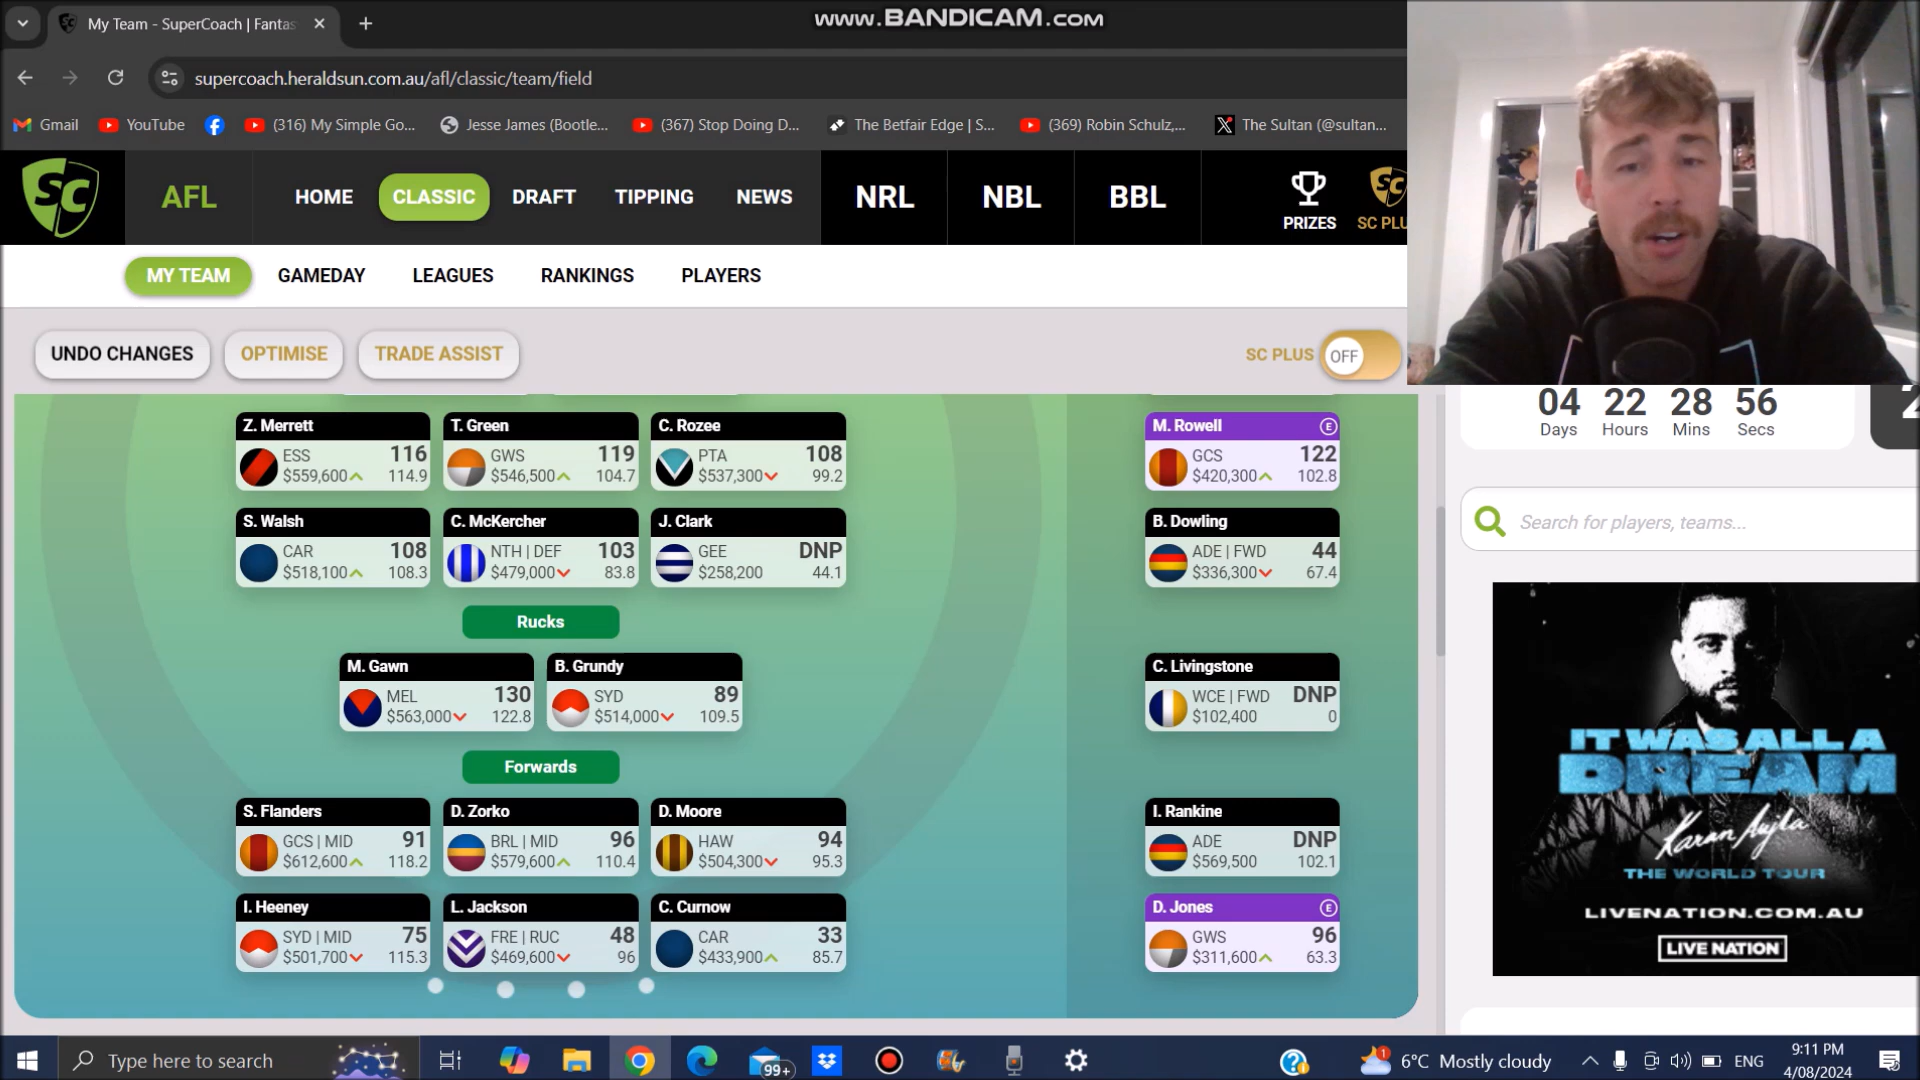 My Team - SuperCoach | Fantas
www.BANDICAM.com
supercoach.heraldsun.com.au/afl/classic/team/field
Gmail YouTube (316) My Simple Go... Jesse James (Bootle... (367) Stop Doing D... The Betfair Edge | S... (369) Robin Schulz,... The Sultan (@sultan...
SC AFL HOME CLASSIC DRAFT TIPPING NEWS NRL NBL BBL PRIZES SC PLU
MY TEAM GAMEDAY LEAGUES RANKINGS PLAYERS
UNDO CHANGES OPTIMISE TRADE ASSIST SC PLUS OFF
04 22 28 56
Days Hours Mins Secs
Z. Merrett T. Green C. Rozee M. Rowell E
ESS 116 GWS 119 PTA 108 GCS 122
$559,600 114.9 $546,500 104.7 $537,300 99.2 $420,300 102.8
S. Walsh C. McKercher J. Clark B. Dowling
CAR 108 NTH | DEF 103 GEE DNP ADE | FWD 44
$518,100 108.3 $479,000 83.8 $258,200 44.1 $336,300 67.4
Search for players, teams...
Rucks
M. Gawn B. Grundy C. Livingstone
MEL 130 SYD 89 WCE | FWD DNP
$563,000 122.8 $514,000 109.5 $102,400 0
Forwards
S. Flanders D. Zorko D. Moore I. Rankine
GCS | MID 91 BRL | MID 96 HAW 94 ADE DNP
$612,600 118.2 $579,600 110.4 $504,300 95.3 $569,500 102.1
I. Heeney L. Jackson C. Curnow D. Jones E
SYD | MID 75 FRE | RUC 48 CAR 33 GWS 96
$501,700 115.3 $469,600 96 $433,900 85.7 $311,600 63.3
IT WAS ALL A
DREAM
Karan Aujla
THE WORLD TOUR
LIVENATION.COM.AU
LIVE NATION
Type here to search 99+ 6°C Mostly cloudy ENG 9:11 PM
4/08/2024